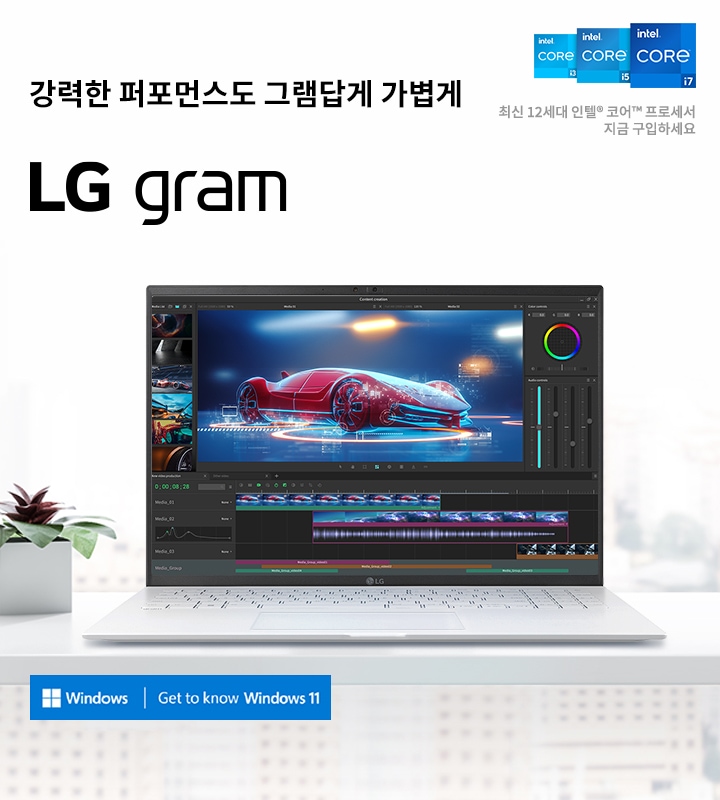 intel
CORE
i3
intel
CORE
i5
intel
CORE
i7
강력한 퍼포먼스도 그램답게 가볍게
최신 12세대 인텔® 코어™ 프로세서
지금 구입하세요
LG gram
Content creation
0;00;08;28
Media_01
Media_02
Media_03
Media_Group
LG
Windows
Get to know Windows 11